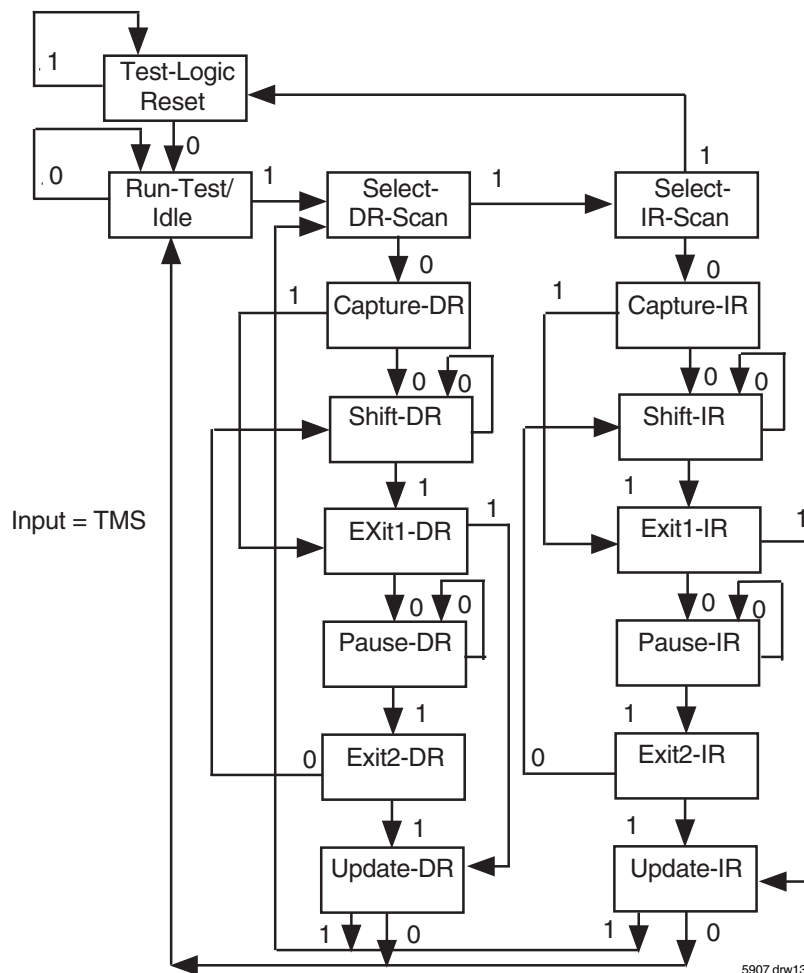 1
Test-Logic
Reset
0
0
Run-Test/
Idle
1
Select-
DR-Scan
1
1
Select-
IR-Scan
0
0
1
Capture-DR
1
Capture-IR
0
0
0
0
Shift-DR
Shift-IR
1
1
Input = TMS
EXit1-DR
1
Exit1-IR
1
0
0
0
0
Pause-DR
Pause-IR
1
1
0
Exit2-DR
0
Exit2-IR
1
1
Update-DR
Update-IR
1
0
1
0
5907 drw13